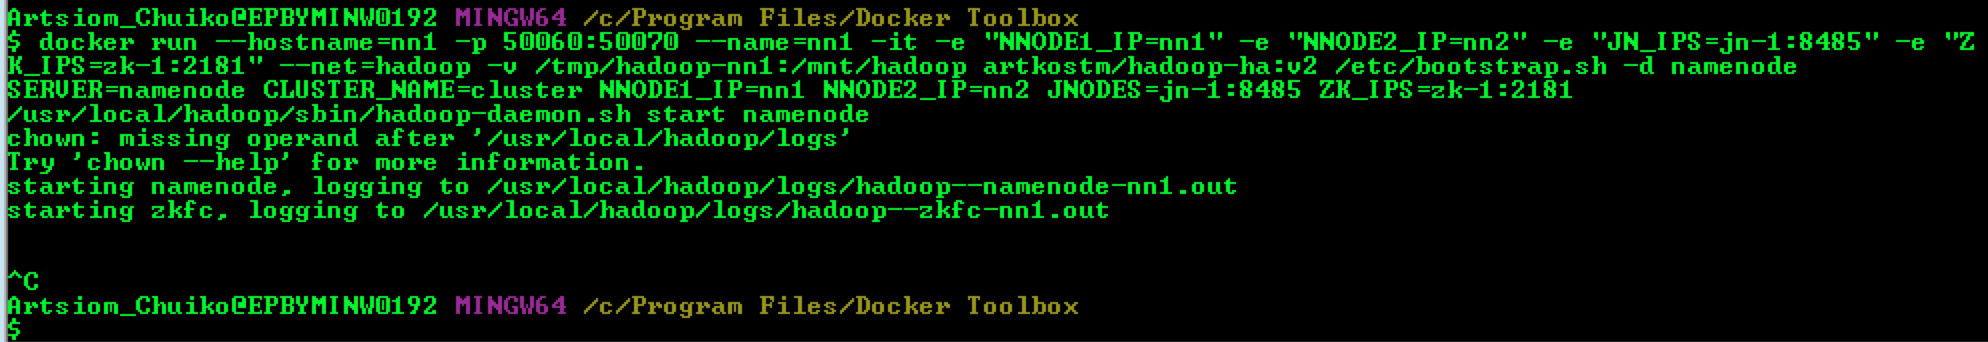 Artsiom_Chuiko@EPBYMINW0192 MINGW64 /c/Program Files/Docker Toolbox
$ docker run --hostname=nn1 -p 50060:50070 --name=nn1 -it -e "NNODE1_IP=nn1" -e "NNODE2_IP=nn2" -e "JN_IPS=jn-1:8485" -e "Z
K_IPS=zk-1:2181" --net=hadoop -v /tmp/hadoop-nn1:/mnt/hadoop artkostm/hadoop-ha:v2 /etc/bootstrap.sh -d namenode
SERVER=namenode CLUSTER_NAME=cluster NNODE1_IP=nn1 NNODE2_IP=nn2 JNODES=jn-1:8485 ZK_IPS=zk-1:2181
/usr/local/hadoop/sbin/hadoop-daemon.sh start namenode
chown: missing operand after '/usr/local/hadoop/logs'
Try 'chown --help' for more information.
starting namenode, logging to /usr/local/hadoop/logs/hadoop--namenode-nn1.out
starting zkfc, logging to /usr/local/hadoop/logs/hadoop--zkfc-nn1.out
^C
Artsiom_Chuiko@EPBYMINW0192 MINGW64 /c/Program Files/Docker Toolbox
$